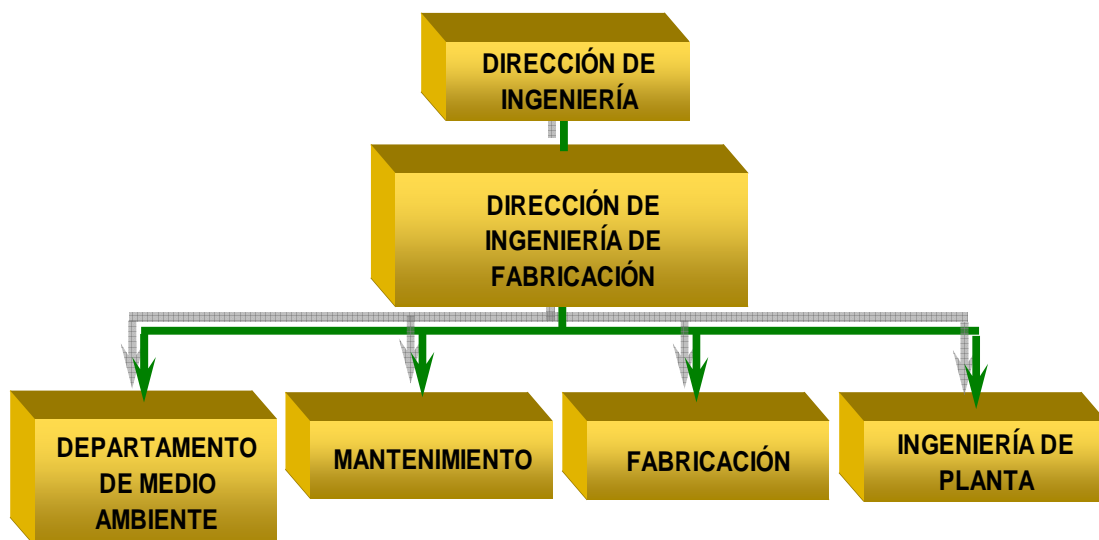 DIRECCIÓN DE
INGENIERÍA
DIRECCIÓN DE
INGENIERÍA DE
FABRICACIÓN
DEPARTAMENTO
DE MEDIO
AMBIENTE
MANTENIMIENTO
FABRICACIÓN
INGENIERÍA DE
PLANTA